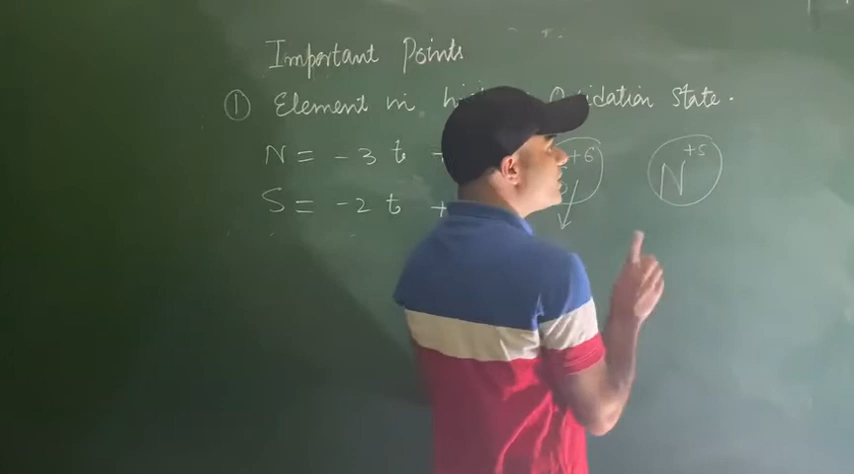 Important Points
① Element in Oxidation state.
N = -3 to +6 N+5
S = -2 to +